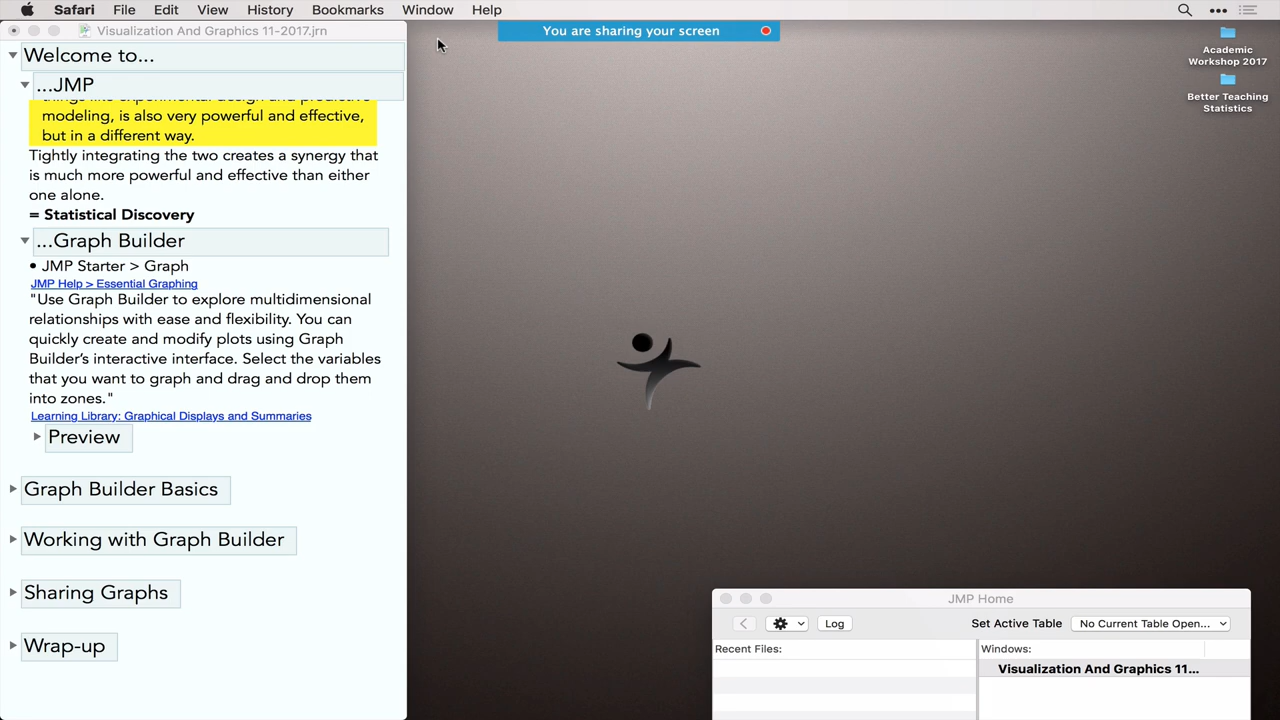 Safari File Edit View History Bookmarks Window Help
Visualization And Graphics 11-2017.jrn
You are sharing your screen
Welcome to...
...JMP
things like experimental design and predictive
modeling, is also very powerful and effective,
but in a different way.
Tightly integrating the two creates a synergy that
is much more powerful and effective than either
one alone.
= Statistical Discovery
...Graph Builder
• JMP Starter > Graph
JMP Help > Essential Graphing
"Use Graph Builder to explore multidimensional
relationships with ease and flexibility. You can
quickly create and modify plots using Graph
Builder's interactive interface. Select the variables
that you want to graph and drag and drop them
into zones."
Learning Library: Graphical Displays and Summaries
Preview
Graph Builder Basics
Working with Graph Builder
Sharing Graphs
Wrap-up
Academic
Workshop 2017
Better Teaching
Statistics
JMP Home
Log
Set Active Table
No Current Table Open...
Recent Files:
Windows:
Visualization And Graphics 11...